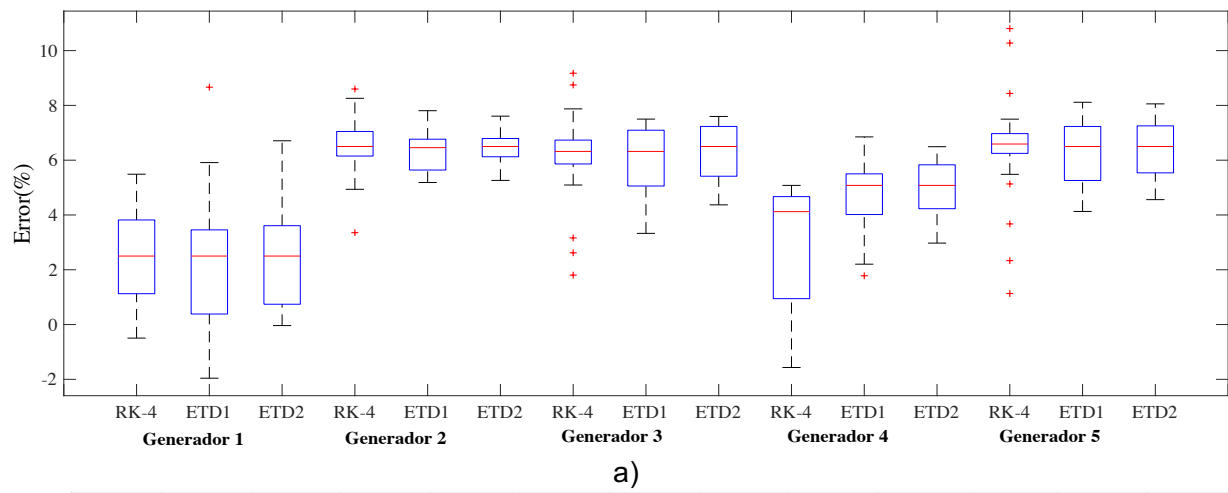 Error(%)
10
8
6
4
2
0
-2
RK-4 ETD1 ETD2 RK-4 ETD1 ETD2 RK-4 ETD1 ETD2 RK-4 ETD1 ETD2 RK-4 ETD1 ETD2
Generador 1 Generador 2 Generador 3 Generador 4 Generador 5
a)